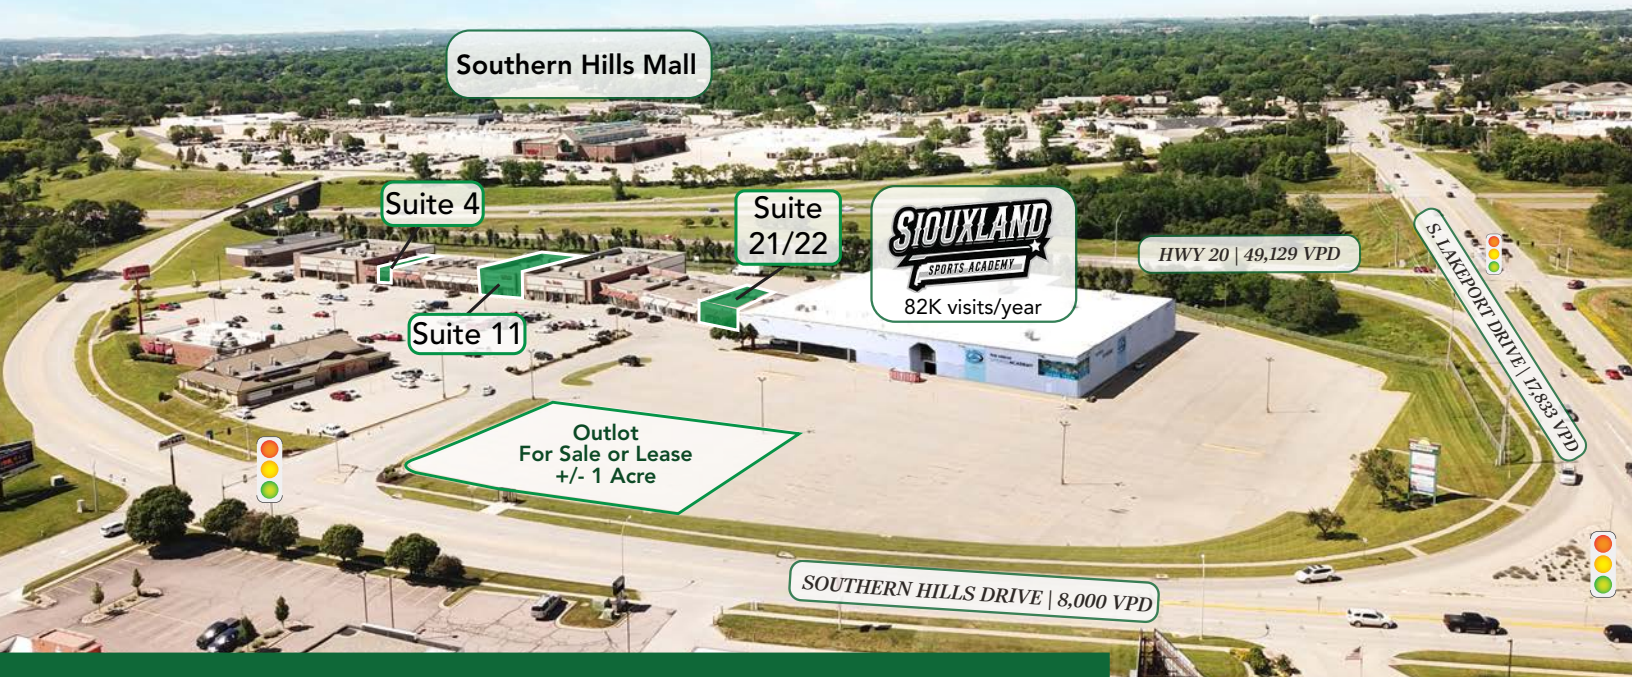 Southern Hills Mall
Suite 4
Suite
21/22
SIOUXLAND
SPORTS ACADEMY
82K visits/year
HWY 20 | 49,129 VPD
S. LAKEPORT DRIVE | 17,833 VPD
Suite 11
Outlot
For Sale or Lease
+/- 1 Acre
SOUTHERN HILLS DRIVE | 8,000 VPD